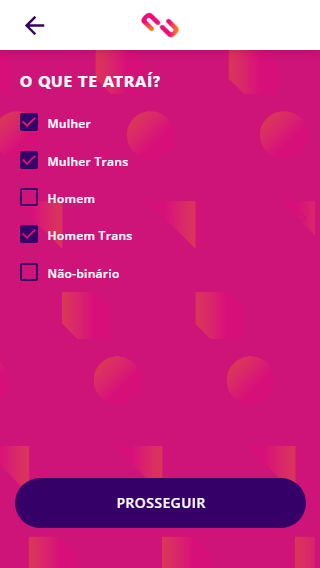 O QUE TE ATRAÍ?
Mulher
Mulher Trans
Homem
Homem Trans
Não-binário
PROSSEGUIR